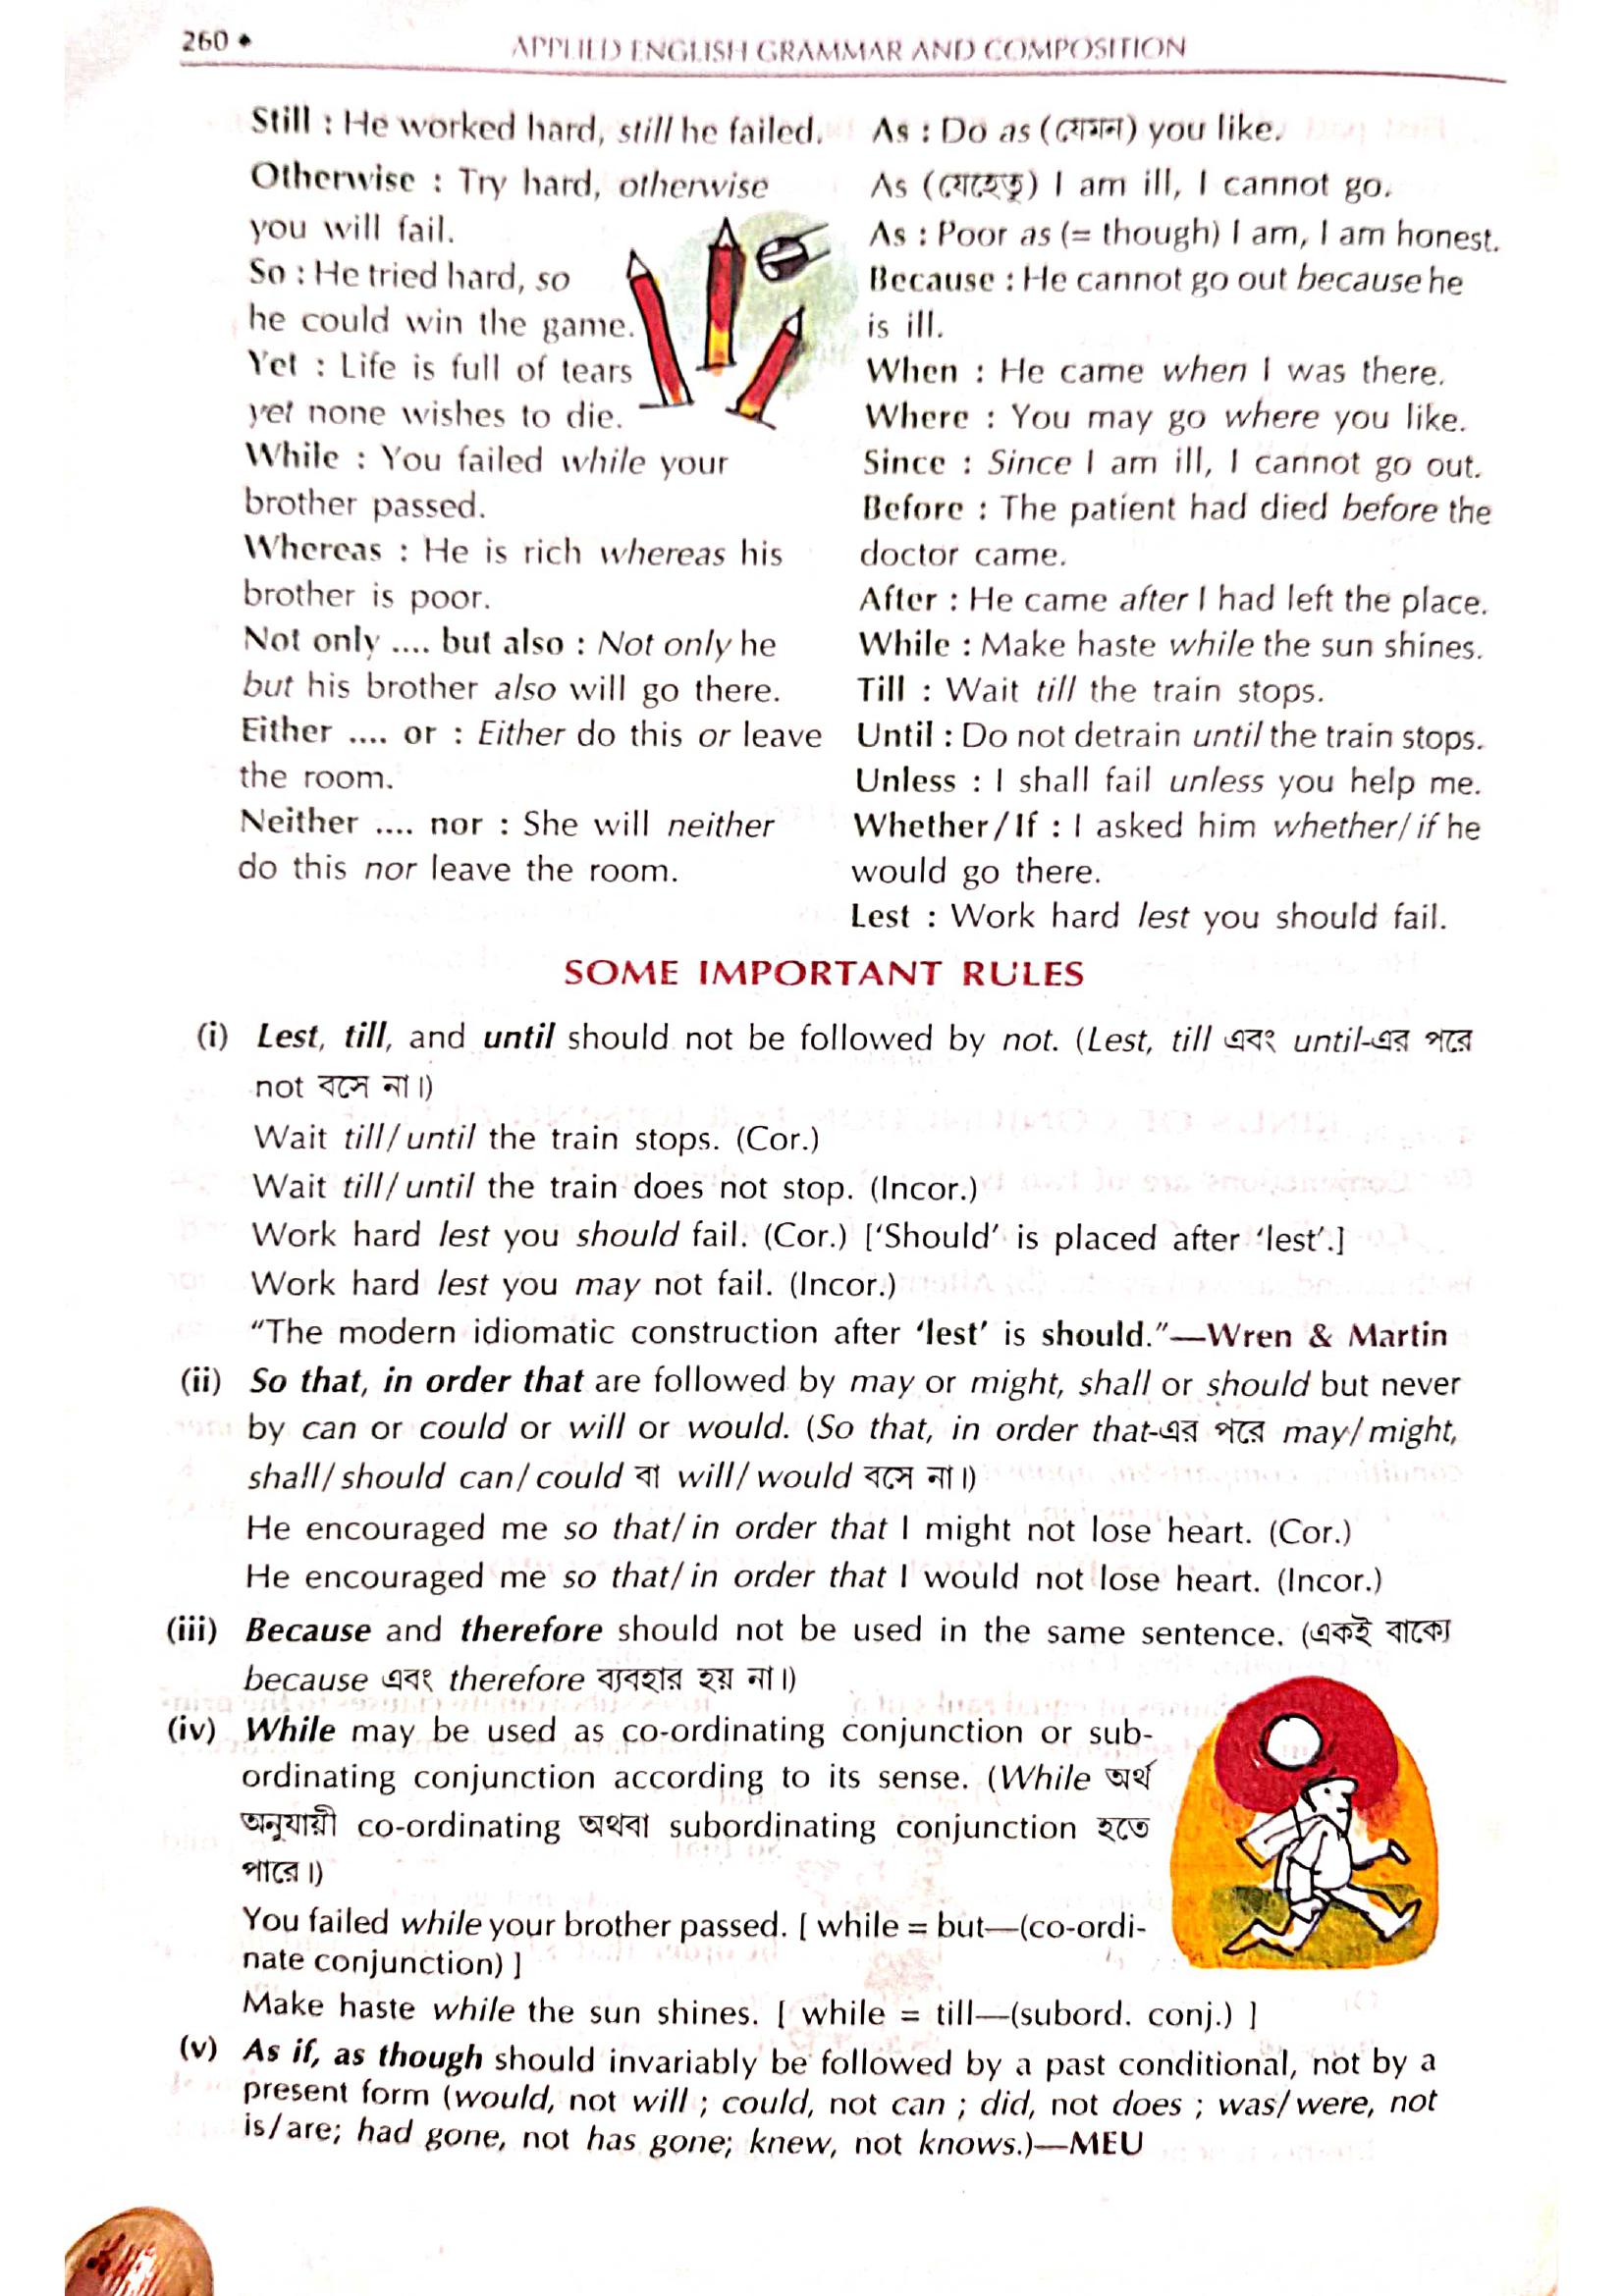 260 ♠
APPLIED ENGLISH GRAMMAR AND COMPOSITION
Still : He worked hard, still he failed.
Otherwise : Try hard, otherwise
you will fail.
So : He tried hard, so
he could win the game.
Yet : Life is full of tears
yet none wishes to die.
While : You failed while your
brother passed.
Whereas : He is rich whereas his
brother is poor.
Not only .... but also : Not only he
but his brother also will go there.
Either .... or : Either do this or leave
the room.
Neither .... nor : She will neither
do this nor leave the room.
As : Do as (যেমন) you like.
As (যেহেতু) I am ill, I cannot go.
As : Poor as (= though) I am, I am honest.
Because : He cannot go out because he
is ill.
When : He came when I was there.
Where : You may go where you like.
Since : Since I am ill, I cannot go out.
Before : The patient had died before the
doctor came.
After : He came after I had left the place.
While : Make haste while the sun shines.
Till : Wait till the train stops.
Until : Do not detrain until the train stops.
Unless : I shall fail unless you help me.
Whether/If : I asked him whether/if he
would go there.
Lest : Work hard lest you should fail.
SOME IMPORTANT RULES
(i) Lest, till, and until should not be followed by not. (Lest, till এবং until-এর পরে
not বসে না।)
Wait till/until the train stops. (Cor.)
Wait till/until the train does not stop. (Incor.)
Work hard lest you should fail. (Cor.) ['Should' is placed after 'lest'.]
Work hard lest you may not fail. (Incor.)
"The modern idiomatic construction after 'lest' is should."—Wren & Martin
(ii) So that, in order that are followed by may or might, shall or should but never
by can or could or will or would. (So that, in order that-এর পরে may/might,
shall/should can/could বা will/would বসে না।)
He encouraged me so that/in order that I might not lose heart. (Cor.)
He encouraged me so that/in order that I would not lose heart. (Incor.)
(iii) Because and therefore should not be used in the same sentence. (একই বাক্যে
because এবং therefore ব্যবহার হয় না।)
(iv) While may be used as co-ordinating conjunction or sub-
ordinating conjunction according to its sense. (While অর্থ
অনুযায়ী co-ordinating অথবা subordinating conjunction হতে
পারে।)
You failed while your brother passed. [ while = but—(co-ordi-
nate conjunction) ]
Make haste while the sun shines. [ while = till—(subord. conj.) ]
(v) As if, as though should invariably be followed by a past conditional, not by a
present form (would, not will ; could, not can ; did, not does ; was/were, not
is/are; had gone, not has gone; knew, not knows.)—MEU